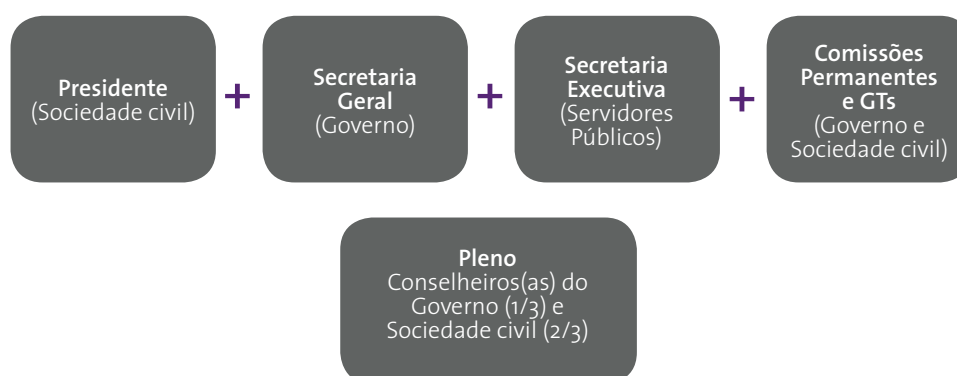 Presidente
(Sociedade civil)
+
Secretaria
Geral
(Governo)
+
Secretaria
Executiva
(Servidores
Públicos)
+
Comissões
Permanentes
e GTs
(Governo e
Sociedade civil)
Pleno
Conselheiros(as) do
Governo (1/3) e
Sociedade civil (2/3)